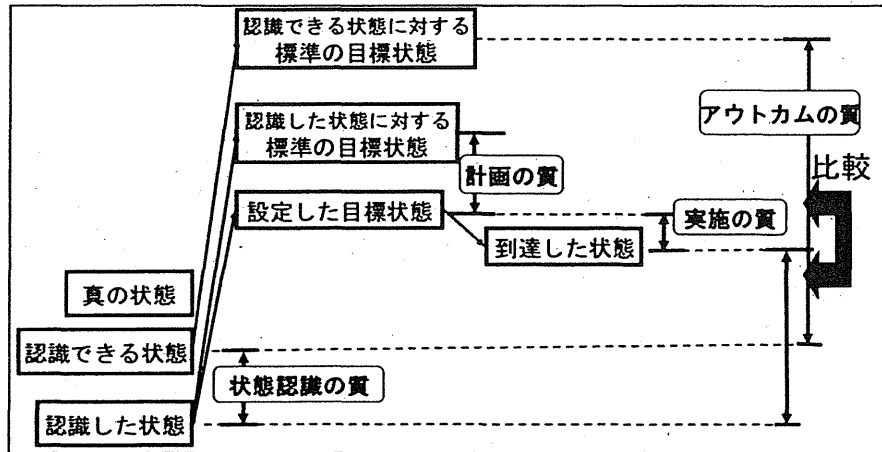 認識できる状態に対する
標準の目標状態
認識した状態に対する
標準の目標状態
設定した目標状態
到達した状態
真の状態
認識できる状態
認識した状態
状態認識の質
計画の質
実施の質
アウトカムの質
比較